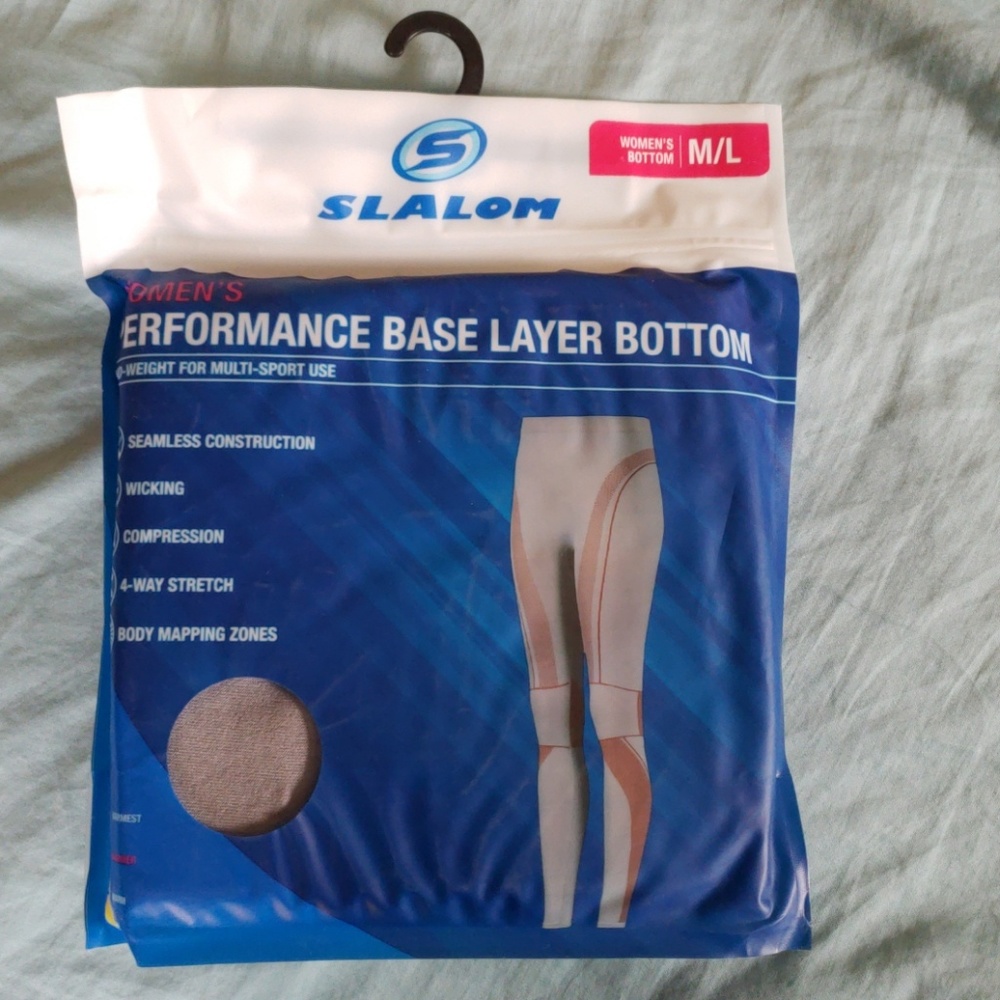 S
SLALOM
WOMEN'S
BOTTOM
M/L
OMEN'S
PERFORMANCE BASE LAYER BOTTOM
D-WEIGHT FOR MULTI-SPORT USE
SEAMLESS CONSTRUCTION
WICKING
COMPRESSION
4-WAY STRETCH
BODY MAPPING ZONES